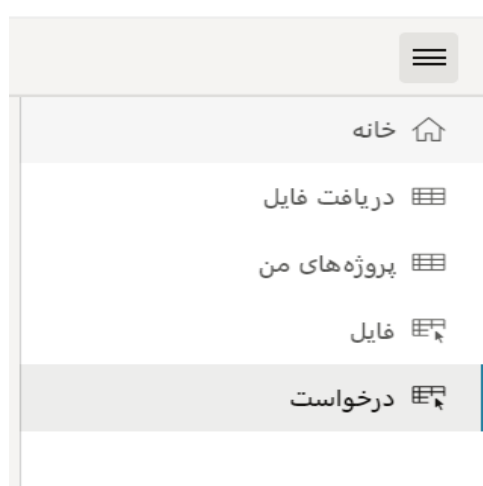 خانه
دریافت فایل
پروژه‌های من
فایل
درخواست